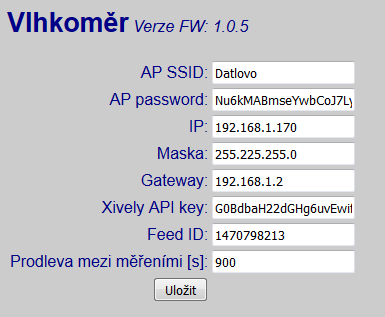 Vlhkoměr Verze FW: 1.0.5
AP SSID: Datlovo
AP password: Nu6kMABmseYwbCoJ7Ly
IP: 192.168.1.170
Maska: 255.225.255.0
Gateway: 192.168.1.2
Xively API key: G0BdbaH22dGHg6uvEwif
Feed ID: 1470798213
Prodleva mezi měřeními [s]: 900
Uložit